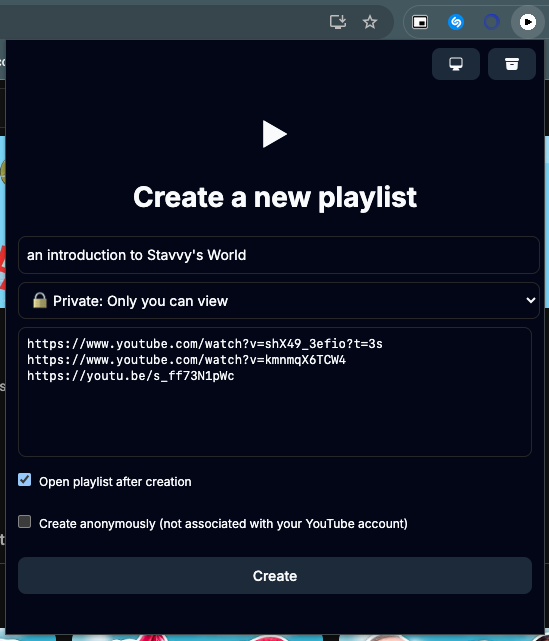 Create a new playlist
an introduction to Stavvy's World
Private: Only you can view
https://www.youtube.com/watch?v=shX49_3efio?t=3s
https://www.youtube.com/watch?v=kmnmqX6TCW4
https://youtu.be/s_ff73N1pWc
Open playlist after creation
Create anonymously (not associated with your YouTube account)
Create